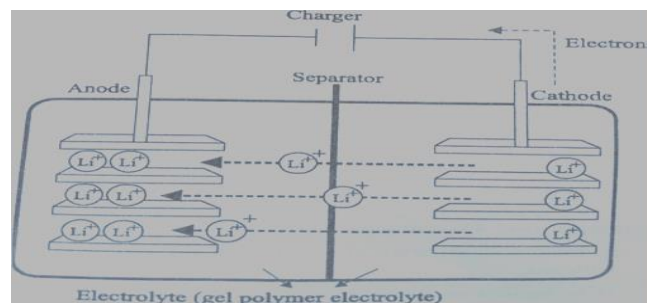 Charger
Electron
Separator
Anode
Cathode
Li+ Li+ Li+ + Li+
Li+ Li+ Li+ + Li+
Li+ Li+ Li+ + Li+
Electrolyte (gel polymer electrolyte)